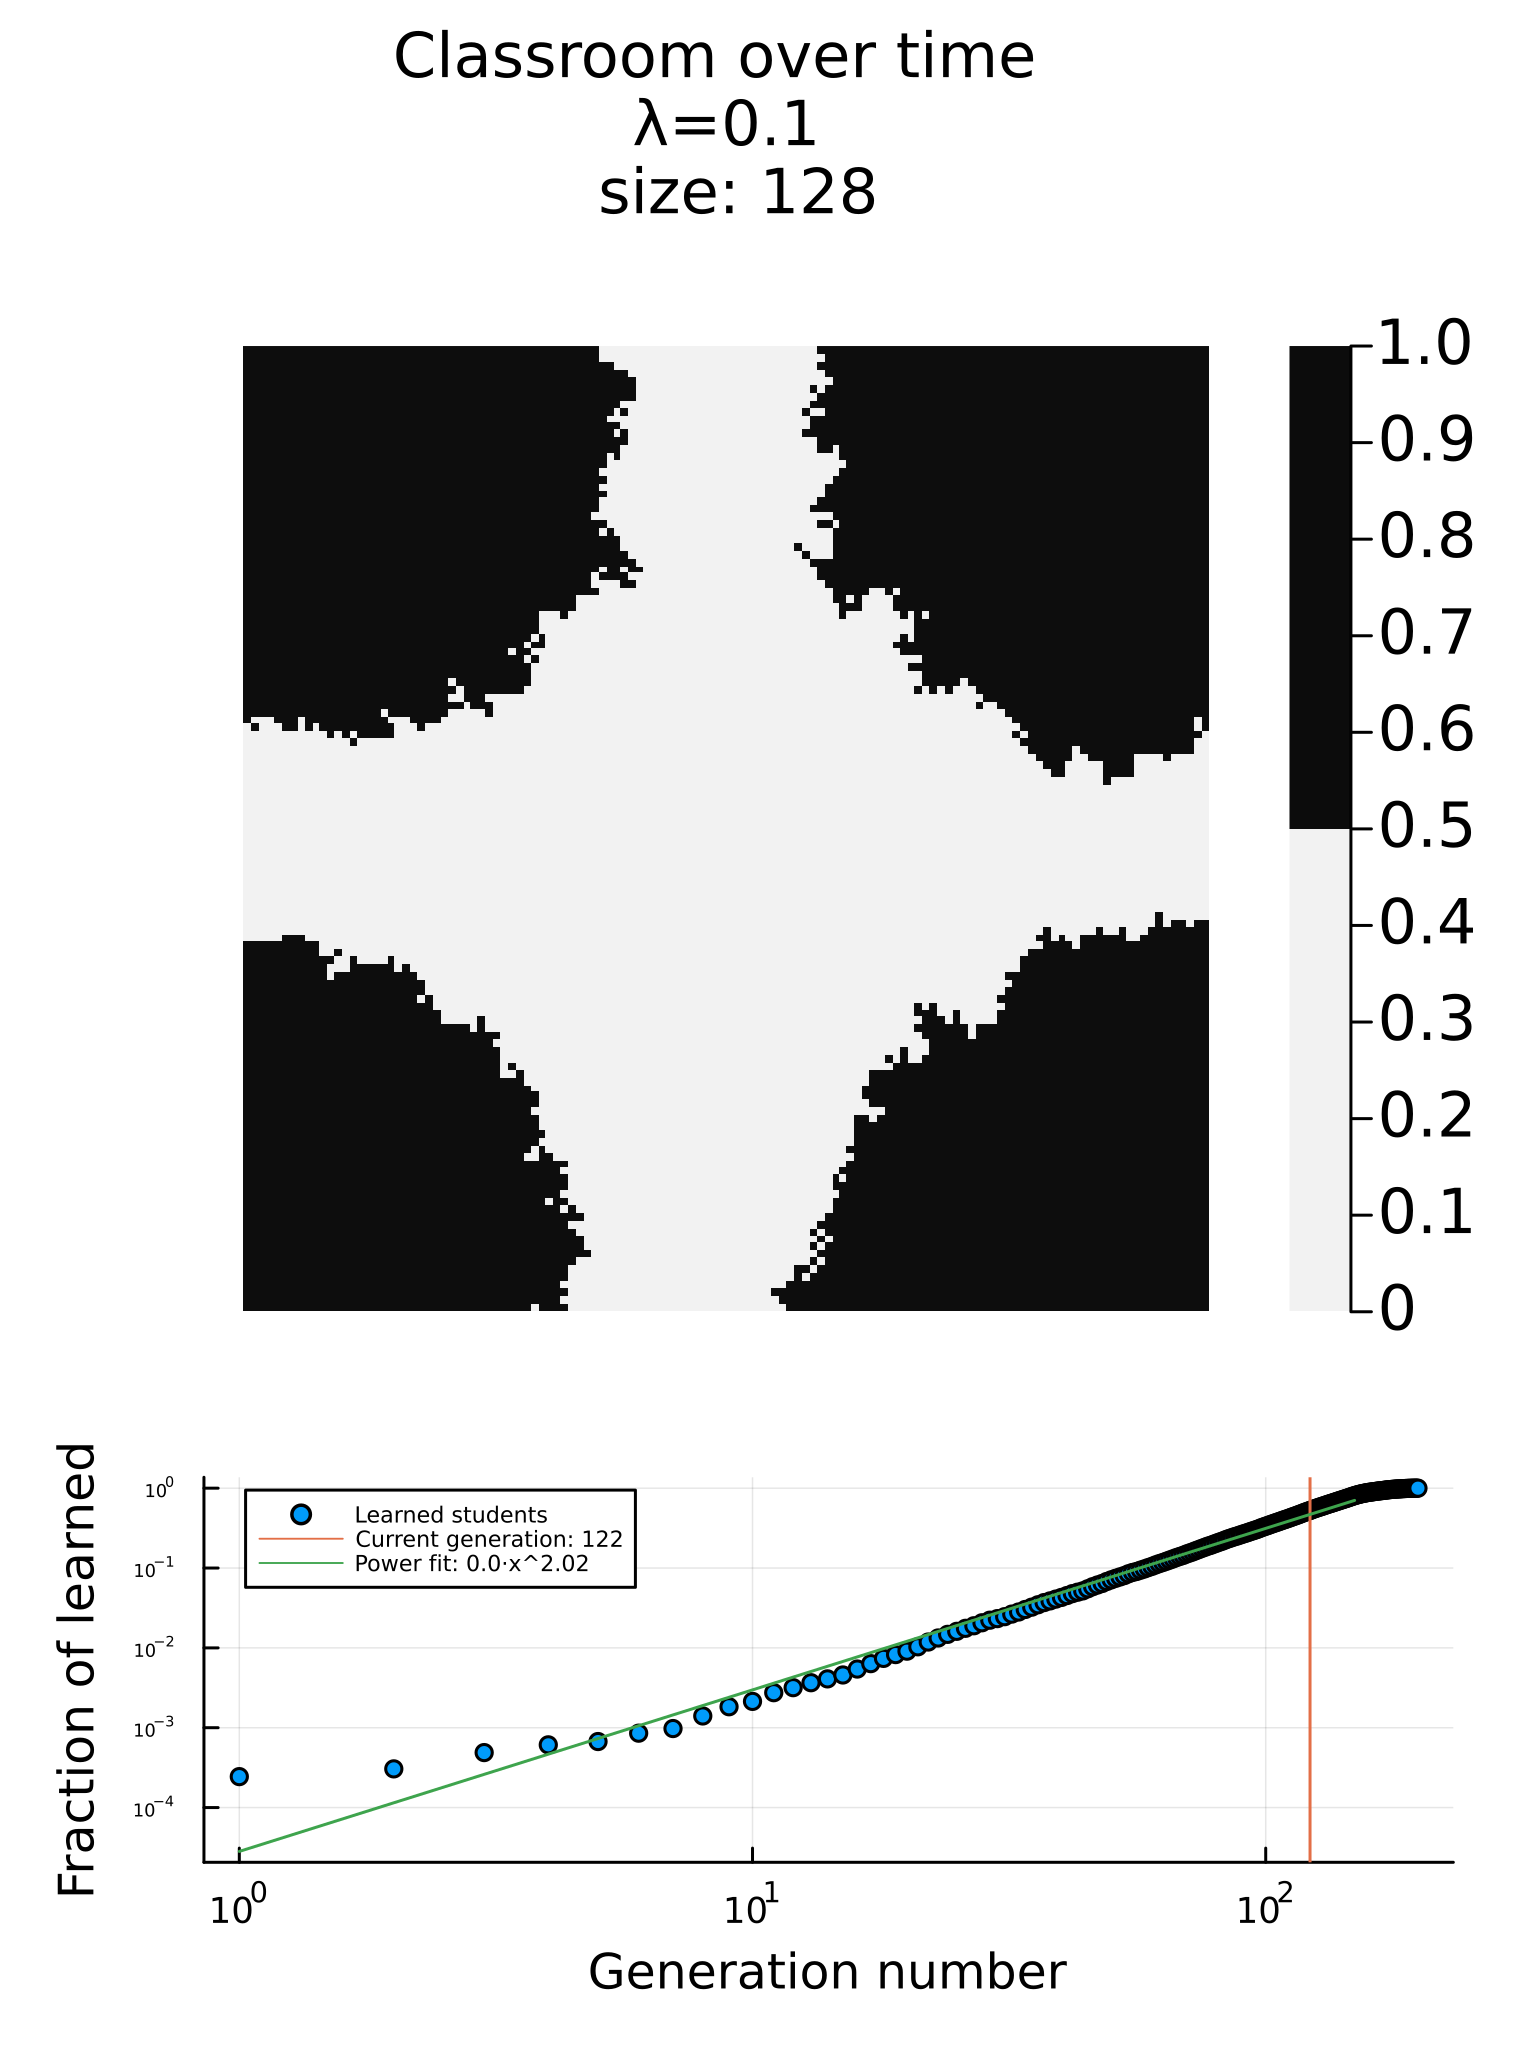 Classroom over time
λ=0.1
size: 128
1.0
0.9
0.8
0.7
0.6
0.5
0.4
0.3
0.2
0.1
0
Fraction of learned
10^0
10^−1
10^−2
10^−3
10^−4
Learned students
Current generation: 122
Power fit: 0.0·x^2.02
10^0 10^1 10^2
Generation number